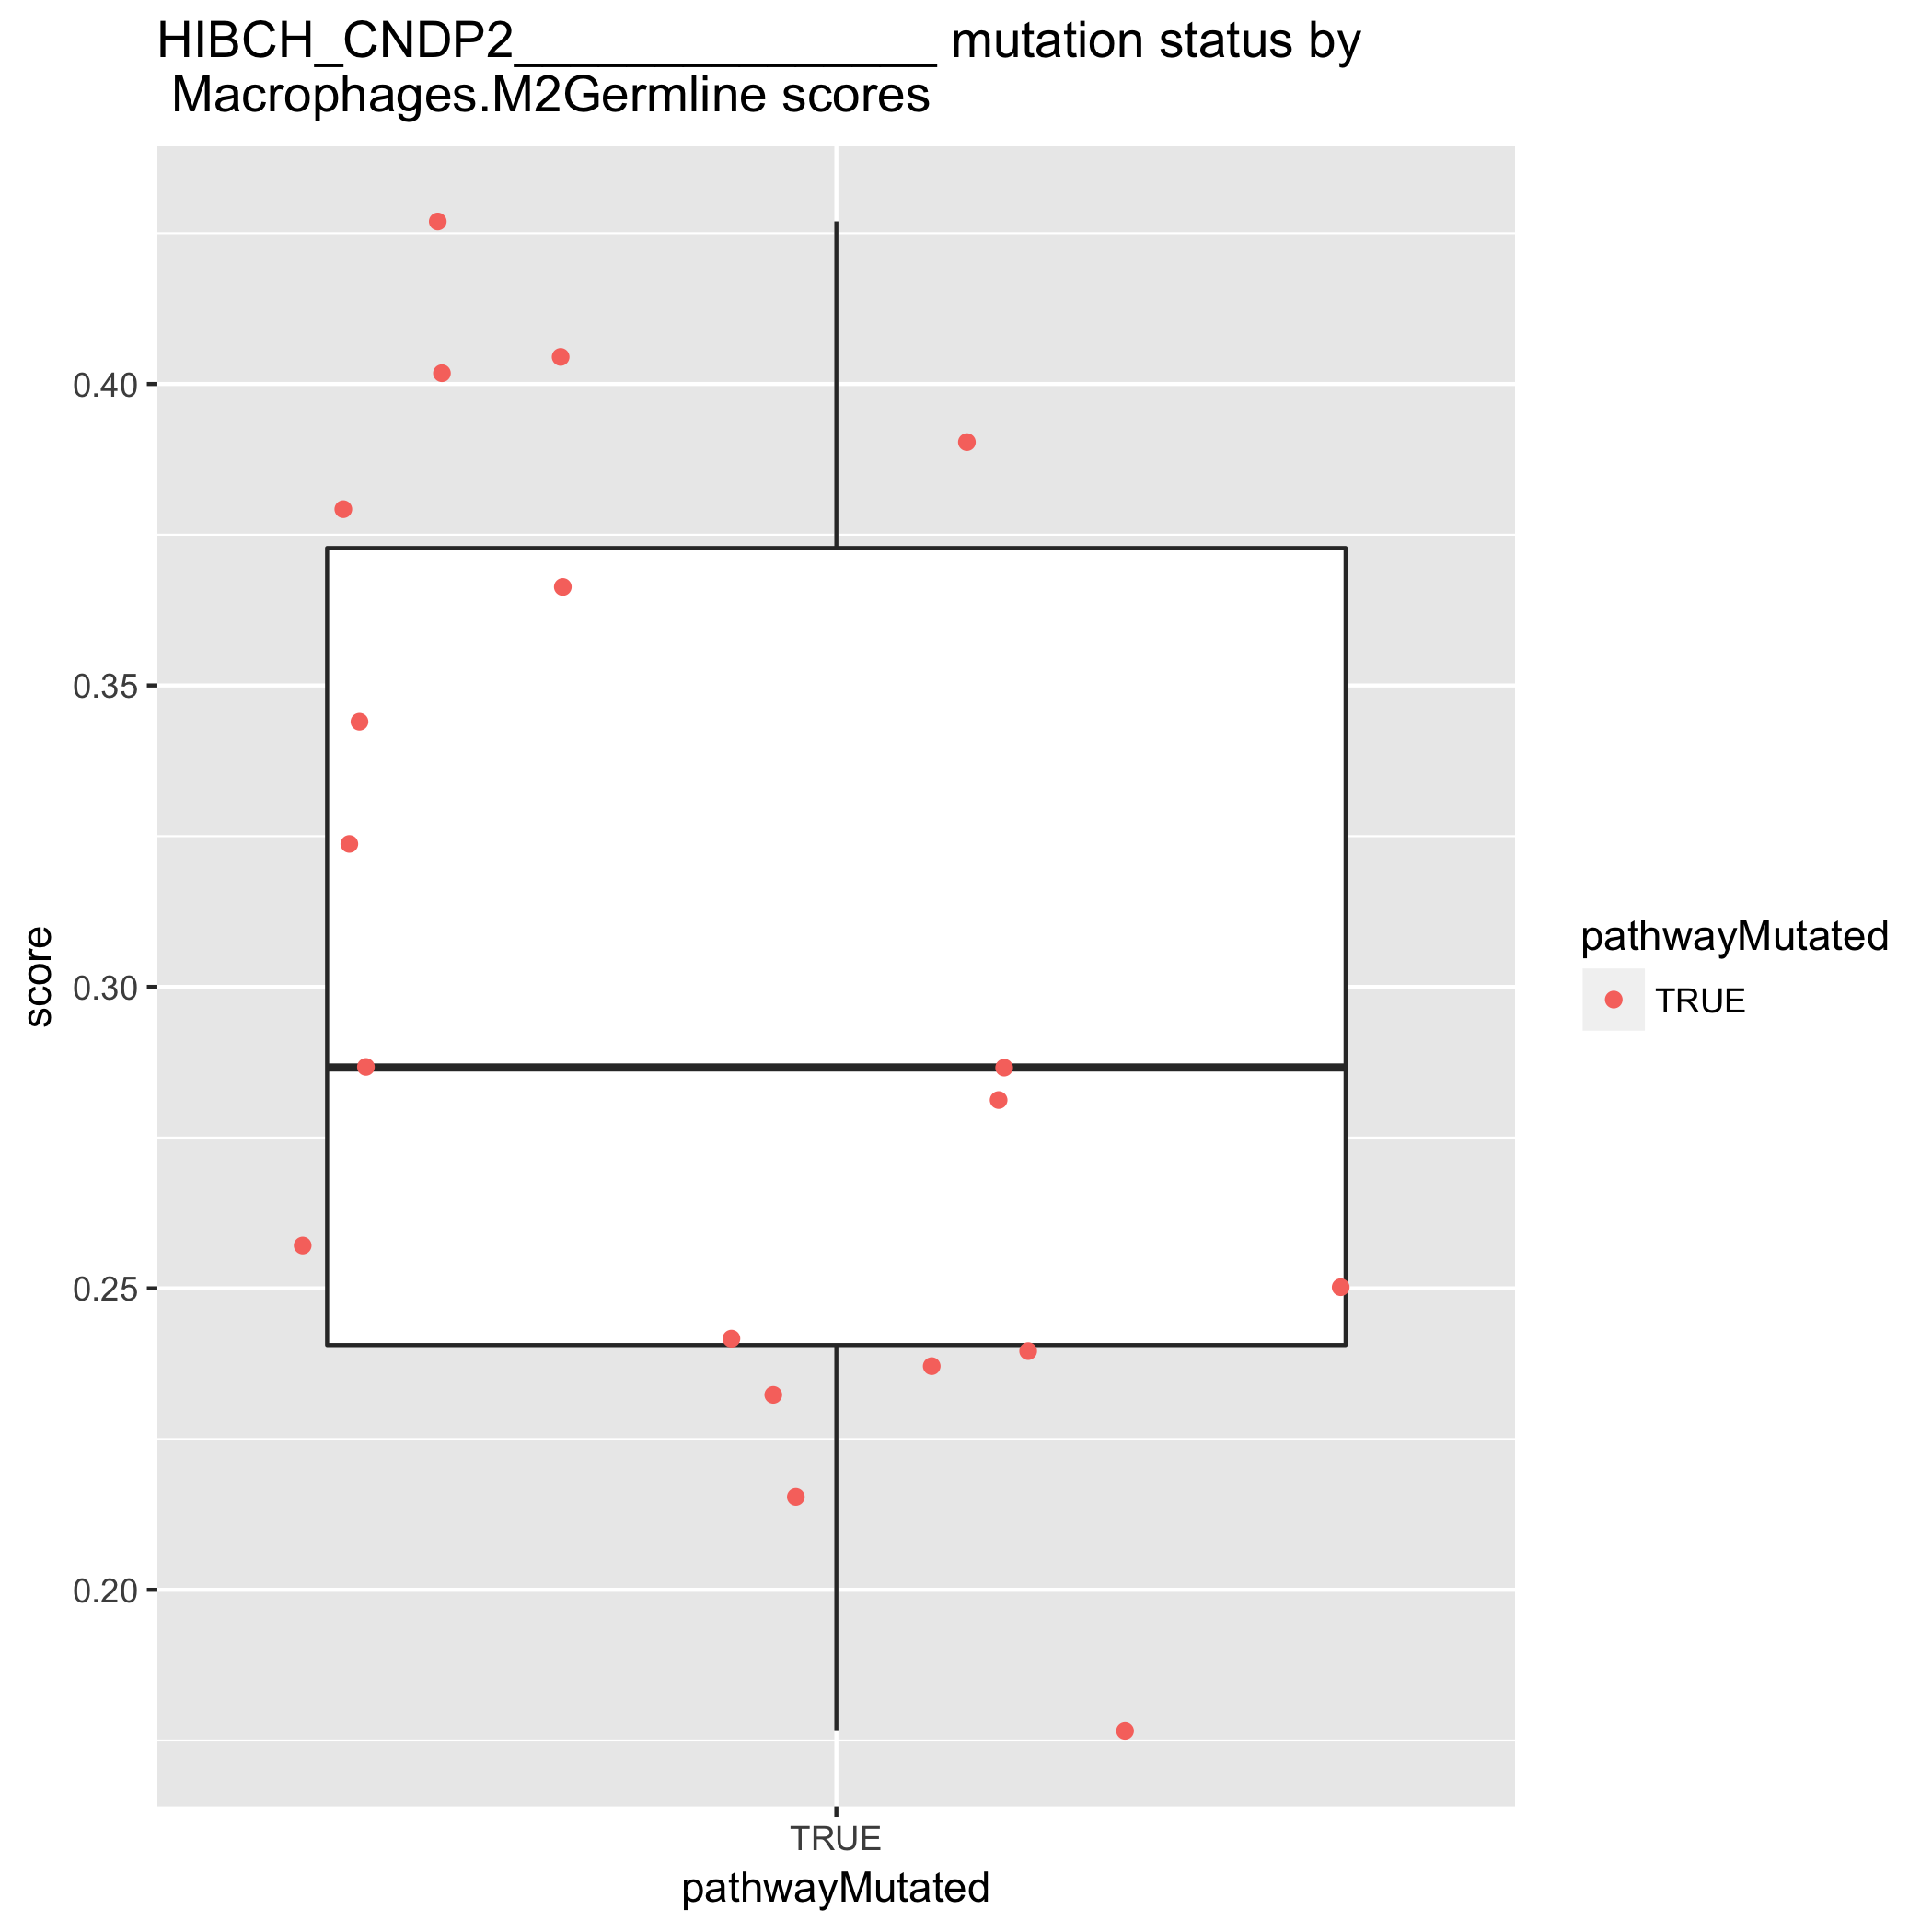 HIBCH_CNDP2_______________ mutation status by
Macrophages.M2Germline scores
0.40
0.35
0.30
0.25
0.20
score
TRUE
pathwayMutated
pathwayMutated
TRUE